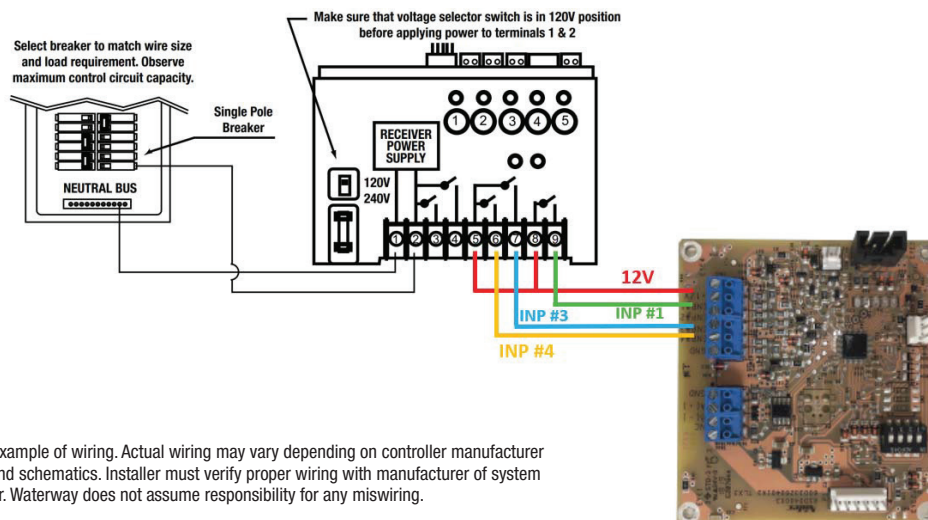 Make sure that voltage selector switch is in 120V position
before applying power to terminals 1 & 2
Select breaker to match wire size
and load requirement. Observe
maximum control circuit capacity.
Single Pole
Breaker
NEUTRAL BUS
RECEIVER
POWER
SUPPLY
120V
240V
1 2 3 4 5
1 2 3 4 5 6 7 8 9
12V
INP #3
INP #1
INP #4
xample of wiring. Actual wiring may vary depending on controller manufacturer
nd schematics. Installer must verify proper wiring with manufacturer of system
r. Waterway does not assume responsibility for any miswiring.